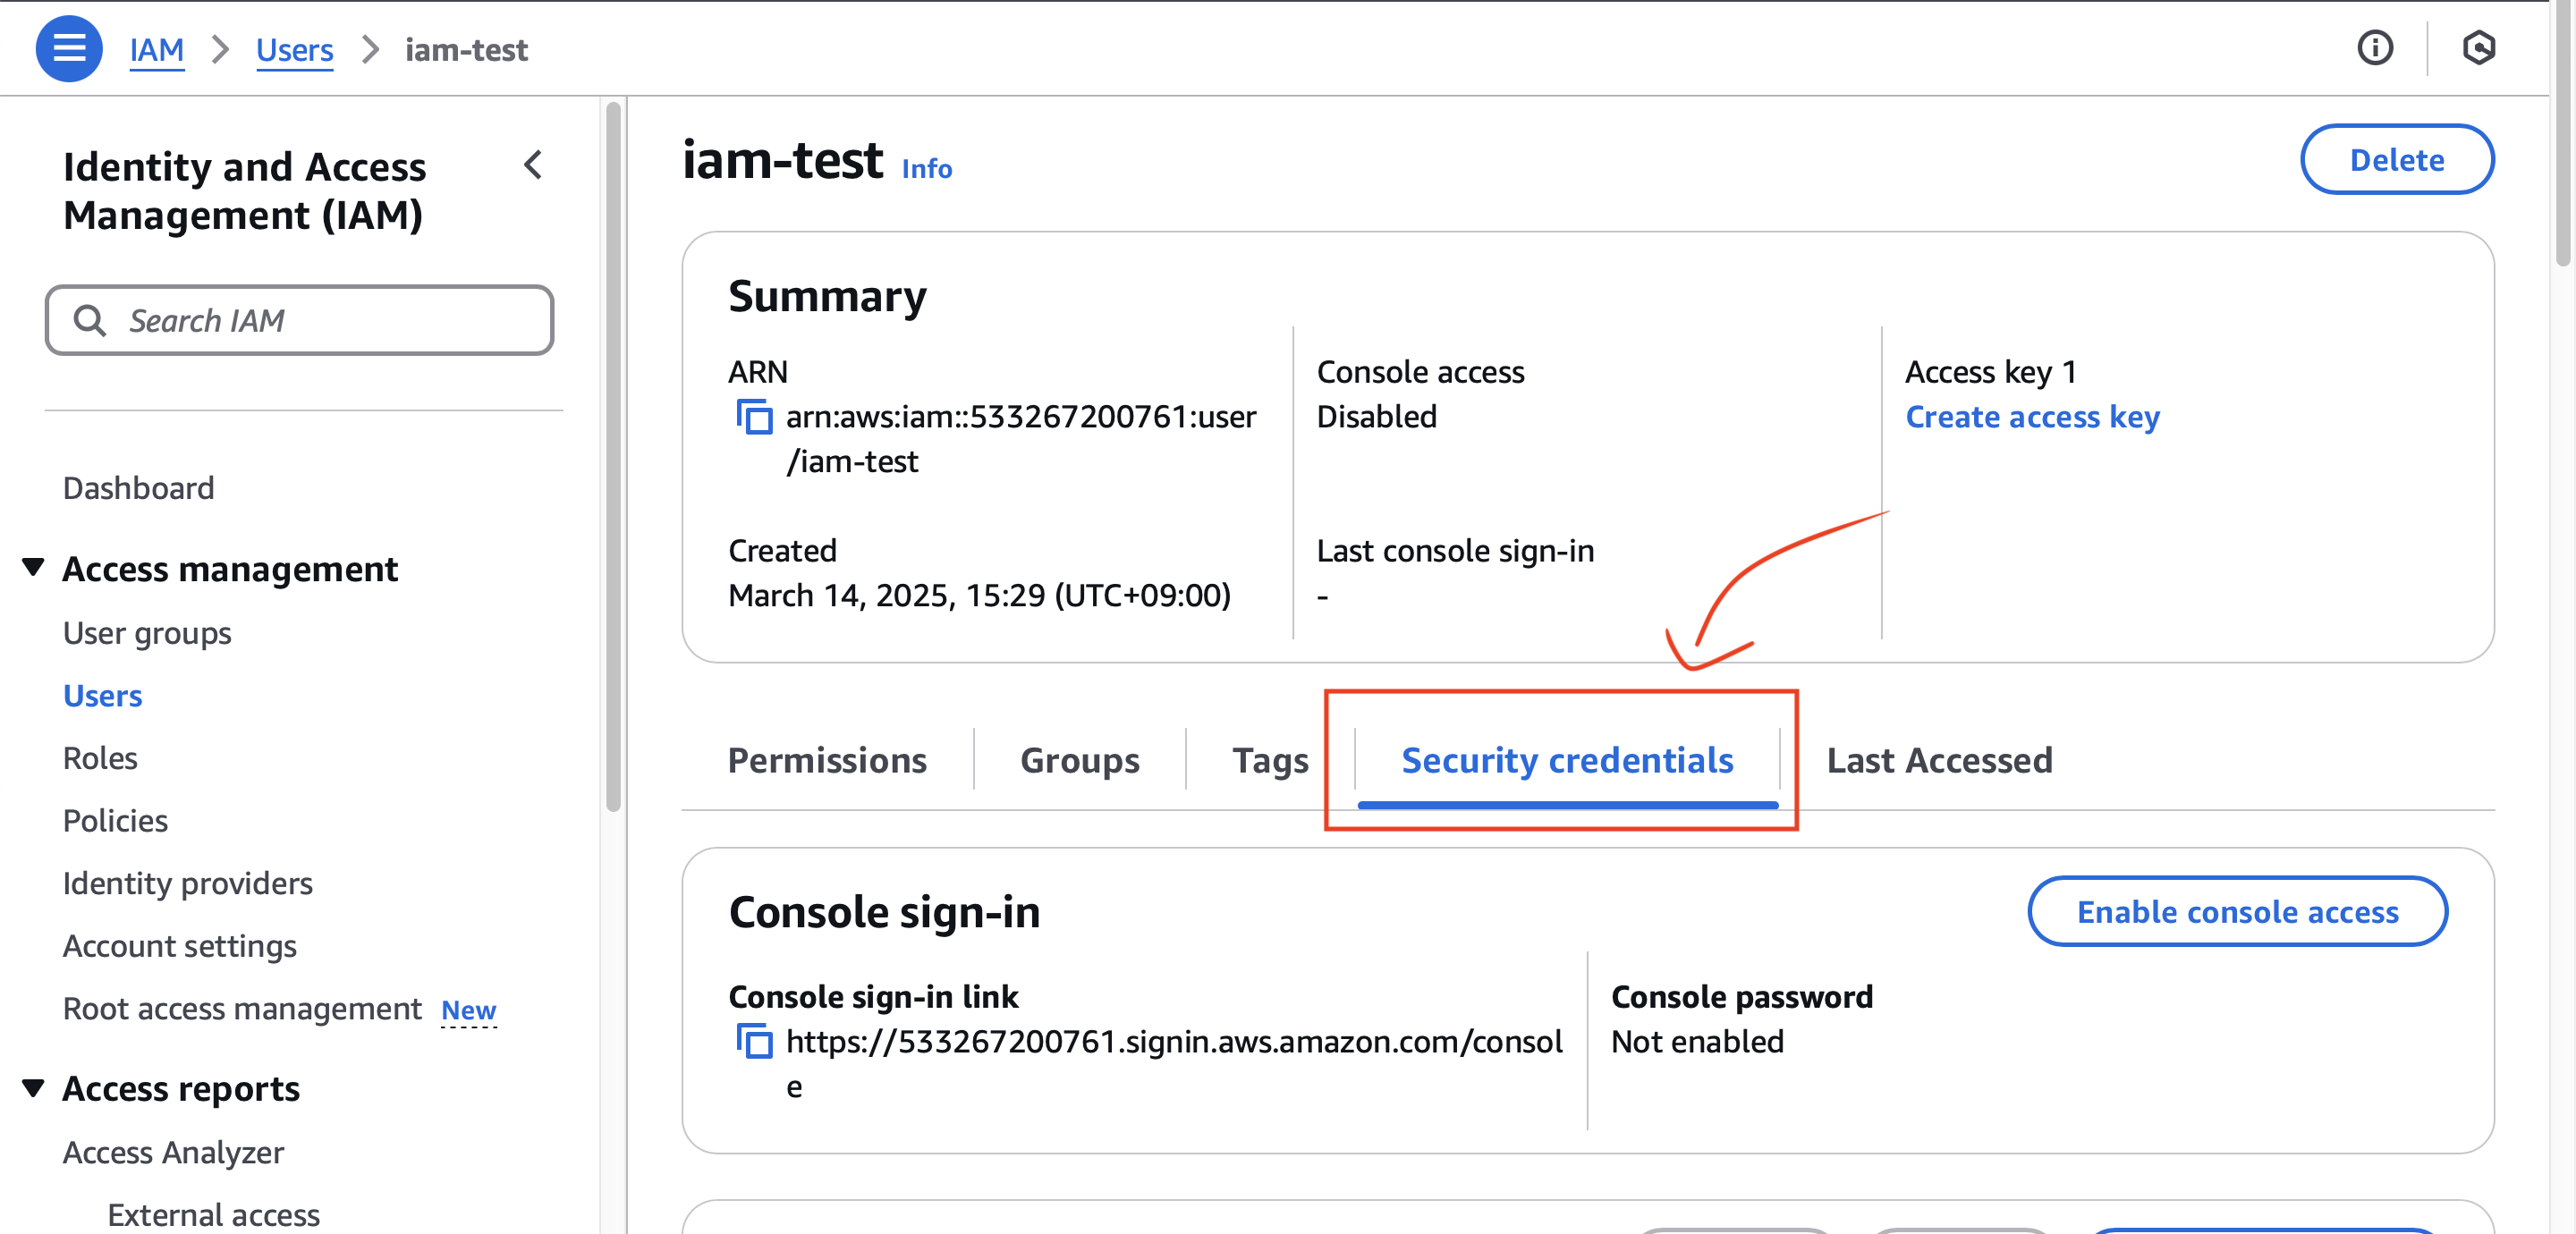 IAM > Users > iam-test
Identity and Access
Management (IAM)
Search IAM
Dashboard
Access management
User groups
Users
Roles
Policies
Identity providers
Account settings
Root access management New
Access reports
Access Analyzer
External access
iam-test Info
Delete
Summary
ARN
arn:aws:iam::533267200761:user
/iam-test
Console access
Disabled
Access key 1
Create access key
Created
March 14, 2025, 15:29 (UTC+09:00)
Last console sign-in
-
Permissions
Groups
Tags
Security credentials
Last Accessed
Console sign-in
Enable console access
Console sign-in link
https://533267200761.signin.aws.amazon.com/consol
e
Console password
Not enabled